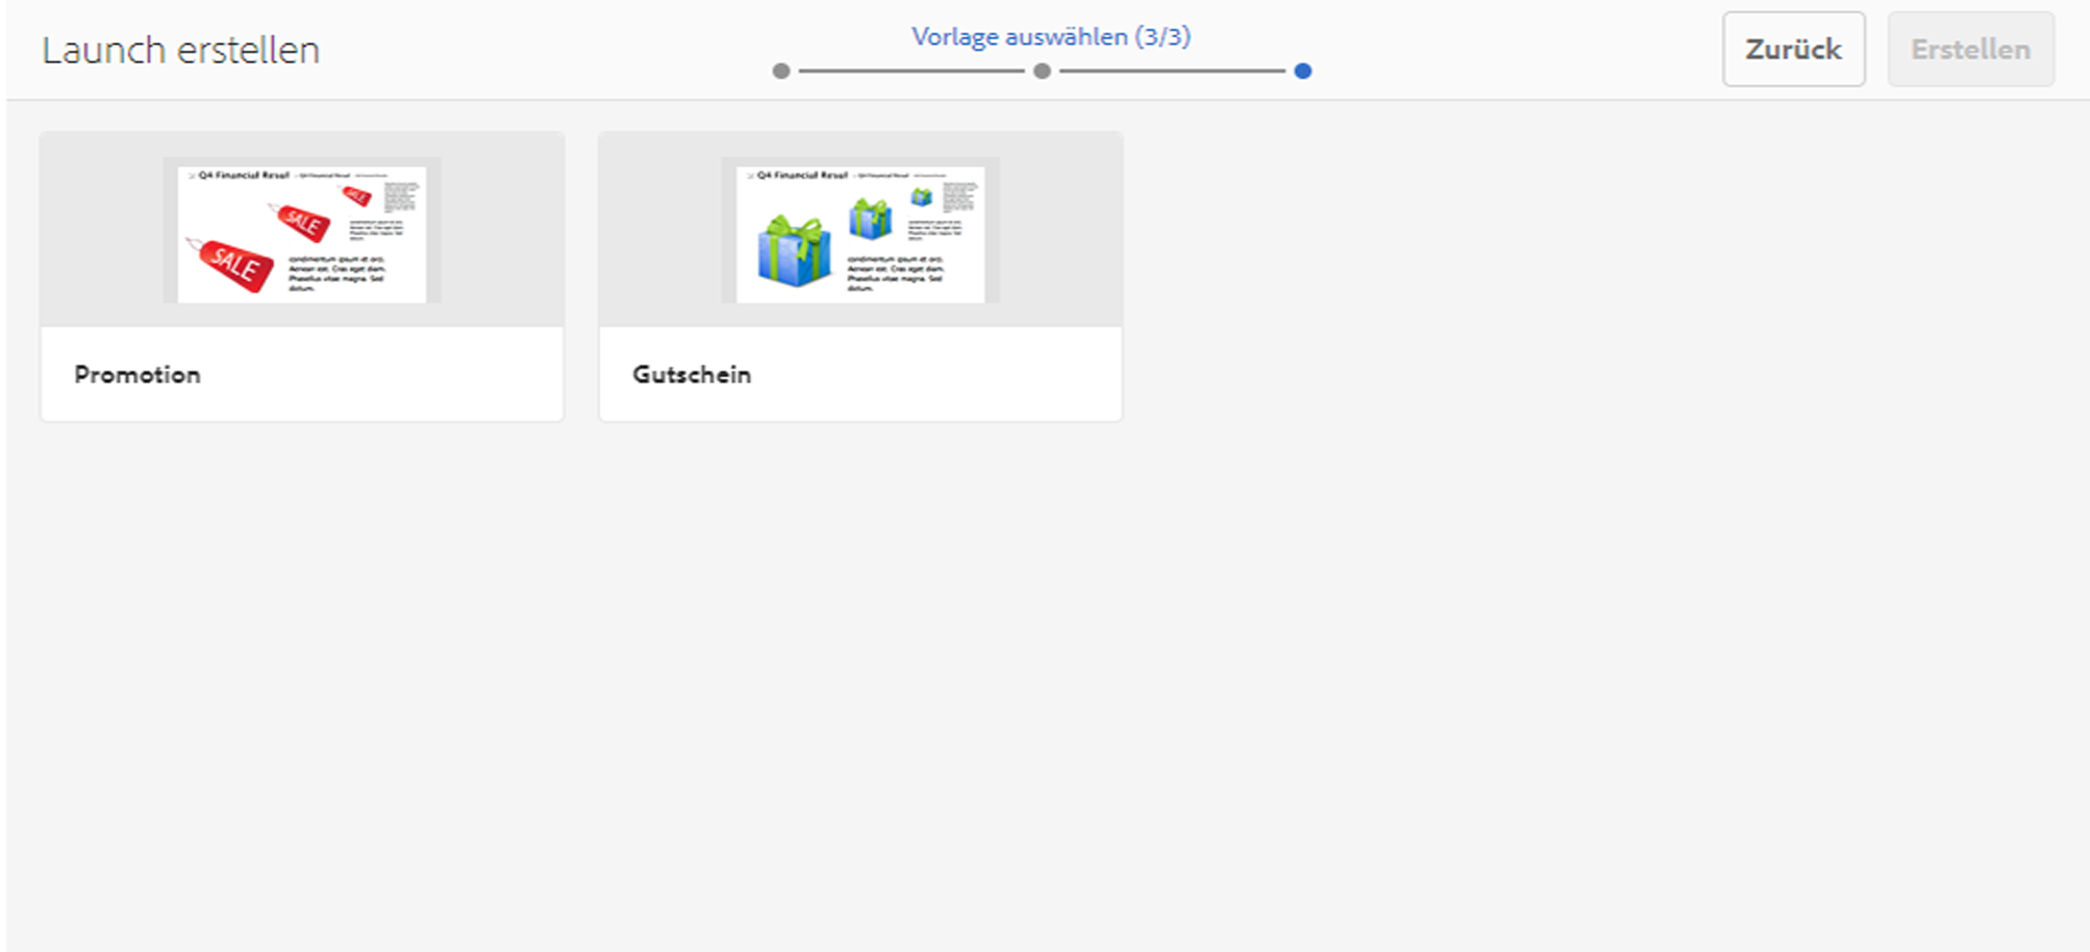 Launch erstellen
Vorlage auswählen (3/3)
Zurück
Erstellen
Q4 Financial Resul
SALE
SALE
SALE
condimentum ipsum et orci.
Aenean est. Cras eget diam.
Phasellus vitae magna. Sed
dictum.
Promotion
Q4 Financial Resul
condimentum ipsum et orci.
Aenean est. Cras eget diam.
Phasellus vitae magna. Sed
dictum.
Gutschein